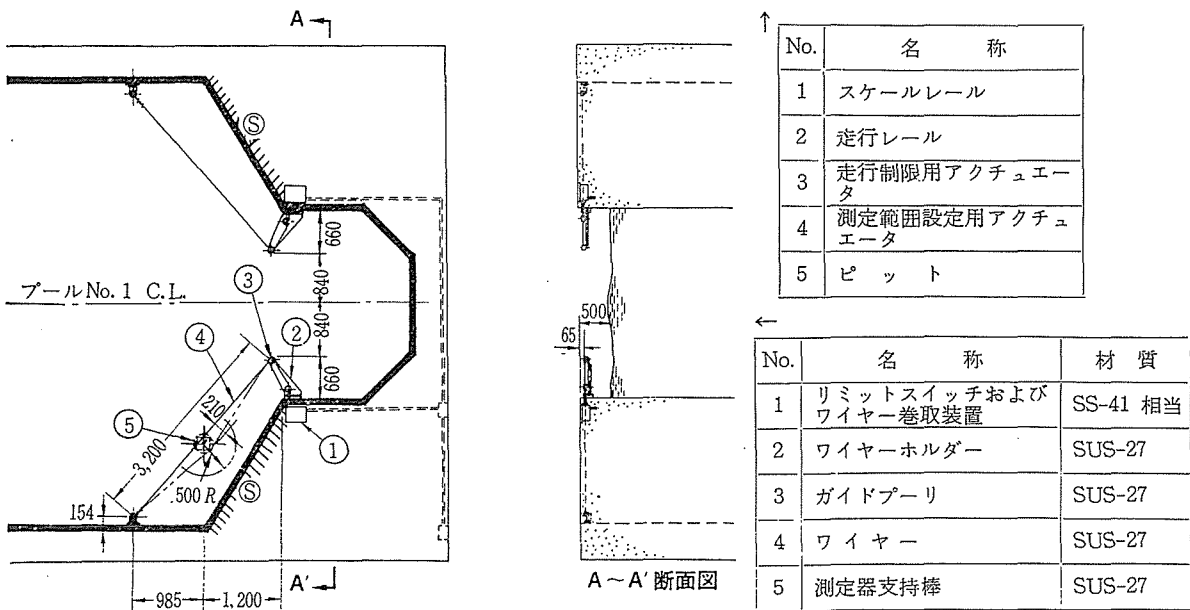 A
Ⓢ
660
840
プールNo. 1 C.L.
③
④
②
840
660
210
⑤
①
3,200
500 R
Ⓢ
154
A'
985
1,200
500
65
A～A' 断面図
↑
No. 名 称
1 スケールレール
2 走行レール
3 走行制限用アクチュエー
タ
4 測定範囲設定用アクチュ
エータ
5 ピ ッ ト
←
No. 名 称 材 質
1 リミットスイッチおよび
ワイヤー巻取装置 SS-41 相当
2 ワイヤーホルダー SUS-27
3 ガイドプーリ SUS-27
4 ワ イ ヤ ー SUS-27
5 測定器支持棒 SUS-27